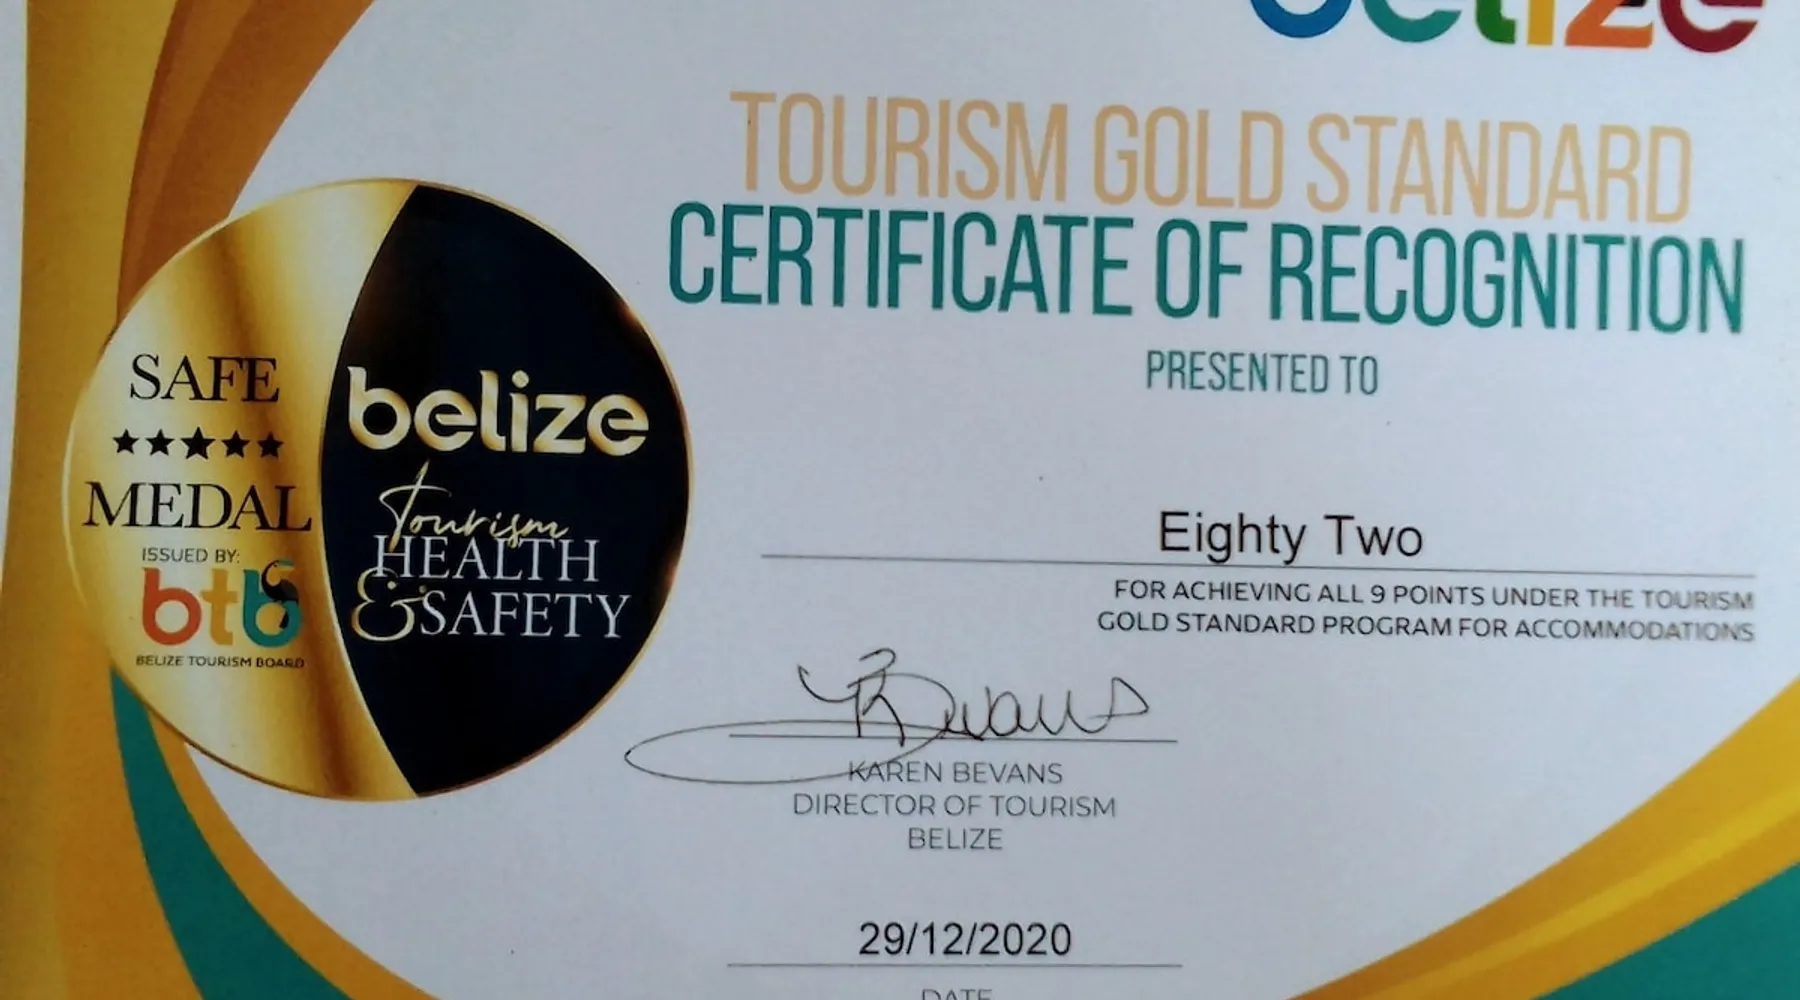 belize
TOURISM GOLD STANDARD
CERTIFICATE OF RECOGNITION
PRESENTED TO
Eighty Two
FOR ACHIEVING ALL 9 POINTS UNDER THE TOURISM
GOLD STANDARD PROGRAM FOR ACCOMMODATIONS
SAFE
★★★★★
MEDAL
ISSUED BY:
btb
BELIZE TOURISM BOARD
belize
Tourism
HEALTH
& SAFETY
KBevans
KAREN BEVANS
DIRECTOR OF TOURISM
BELIZE
29/12/2020
DATE